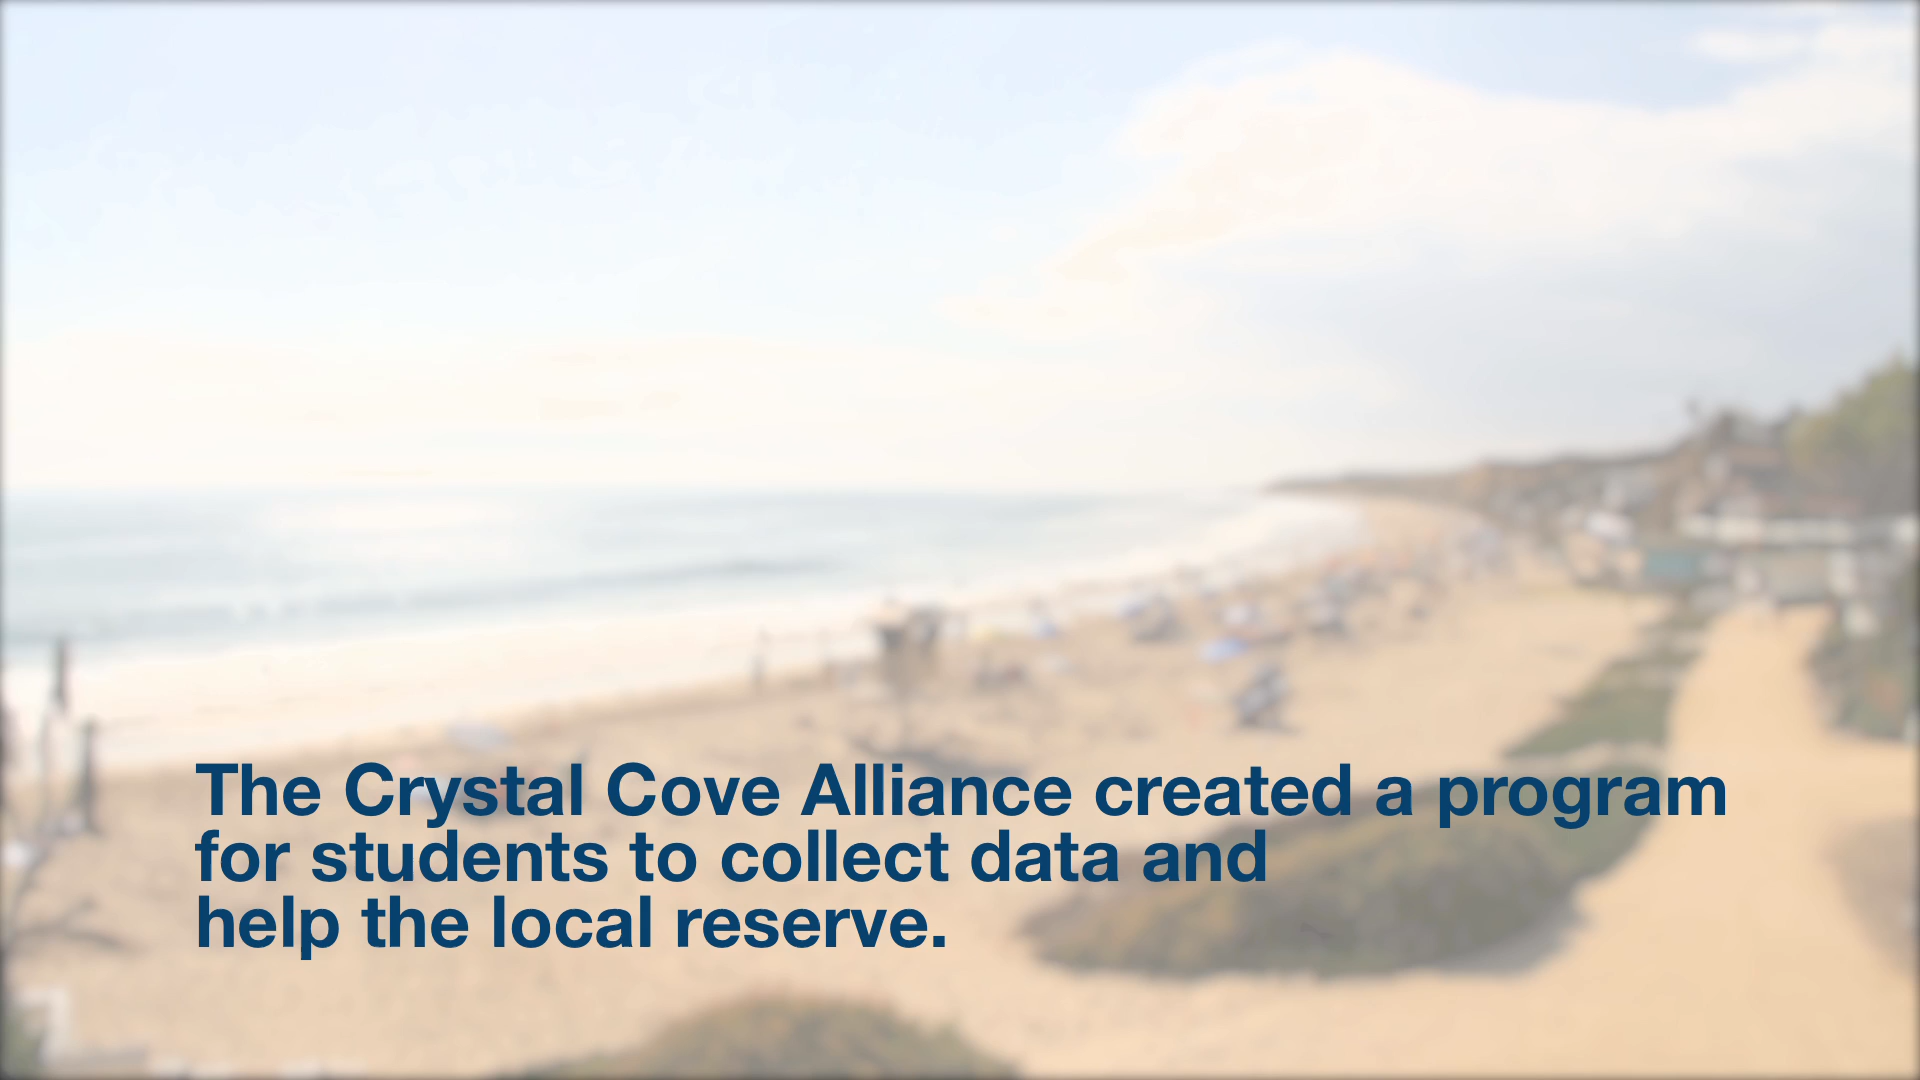 The Crystal Cove Alliance created a program
for students to collect data and
help the local reserve.